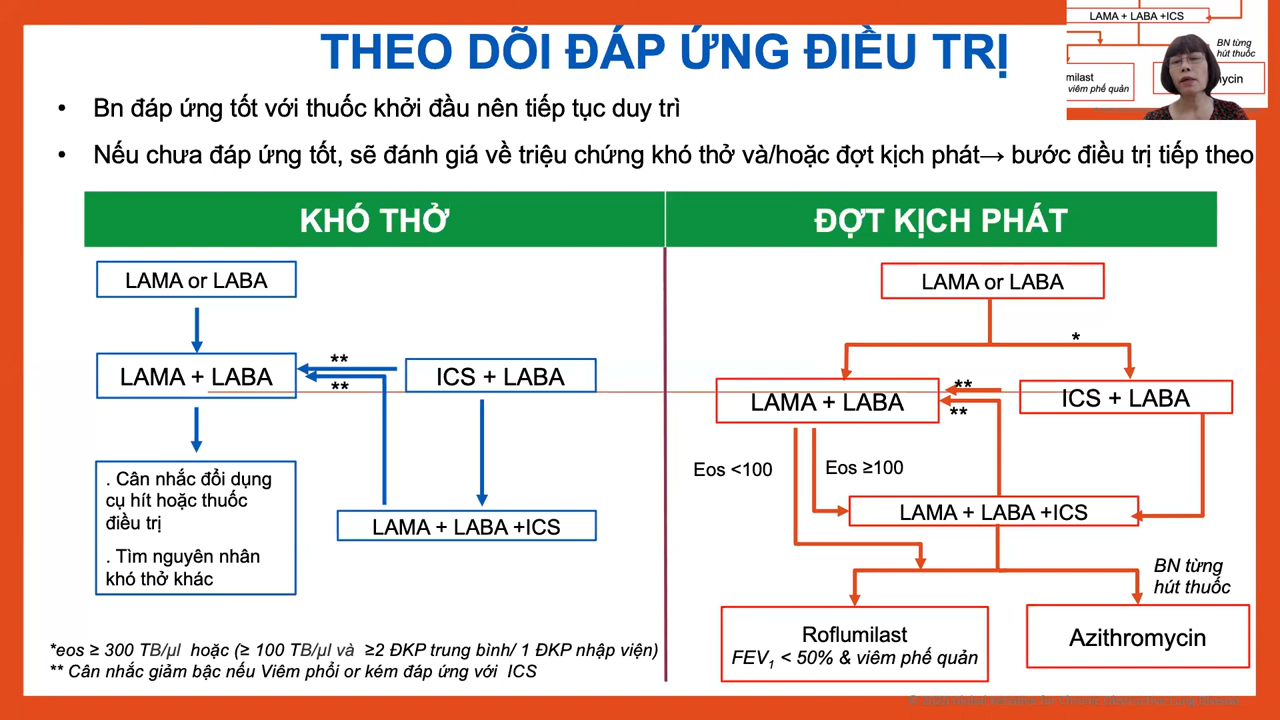 THEO DÕI ĐÁP ỨNG ĐIỀU TRỊ
LAMA + LABA +ICS
BN từng
hút thuốc
viêm phế quản
• Bn đáp ứng tốt với thuốc khởi đầu nên tiếp tục duy trì
• Nếu chưa đáp ứng tốt, sẽ đánh giá về triệu chứng khó thở và/hoặc đợt kịch phát→ bước điều trị tiếp theo
KHÓ THỞ
LAMA or LABA
LAMA + LABA
**
**
ICS + LABA
. Cân nhắc đổi dụng
cụ hít hoặc thuốc
điều trị
. Tìm nguyên nhân
khó thở khác
LAMA + LABA +ICS
ĐỢT KỊCH PHÁT
LAMA or LABA
*
LAMA + LABA
**
**
ICS + LABA
Eos <100
Eos ≥100
LAMA + LABA +ICS
BN từng
hút thuốc
Roflumilast
FEV₁ < 50% & viêm phế quản
Azithromycin
*eos ≥ 300 TB/µl hoặc (≥ 100 TB/µl và ≥2 ĐKP trung bình/ 1 ĐKP nhập viện)
** Cân nhắc giảm bậc nếu Viêm phổi or kém đáp ứng với ICS